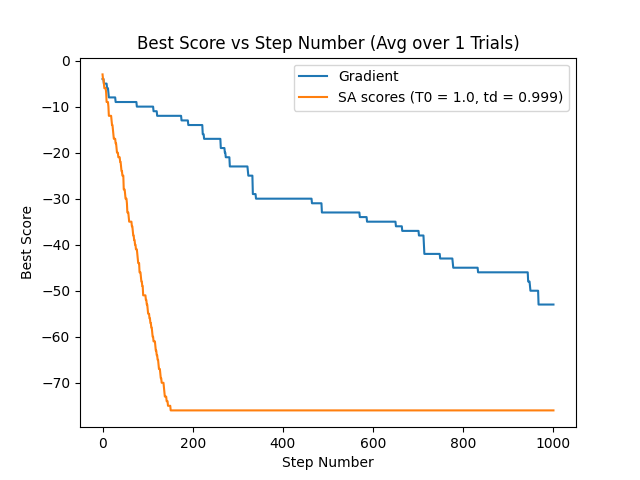 Best Score vs Step Number (Avg over 1 Trials)
Gradient
SA scores (T0 = 1.0, td = 0.999)
Best Score
0
−10
−20
−30
−40
−50
−60
−70
0 200 400 600 800 1000
Step Number